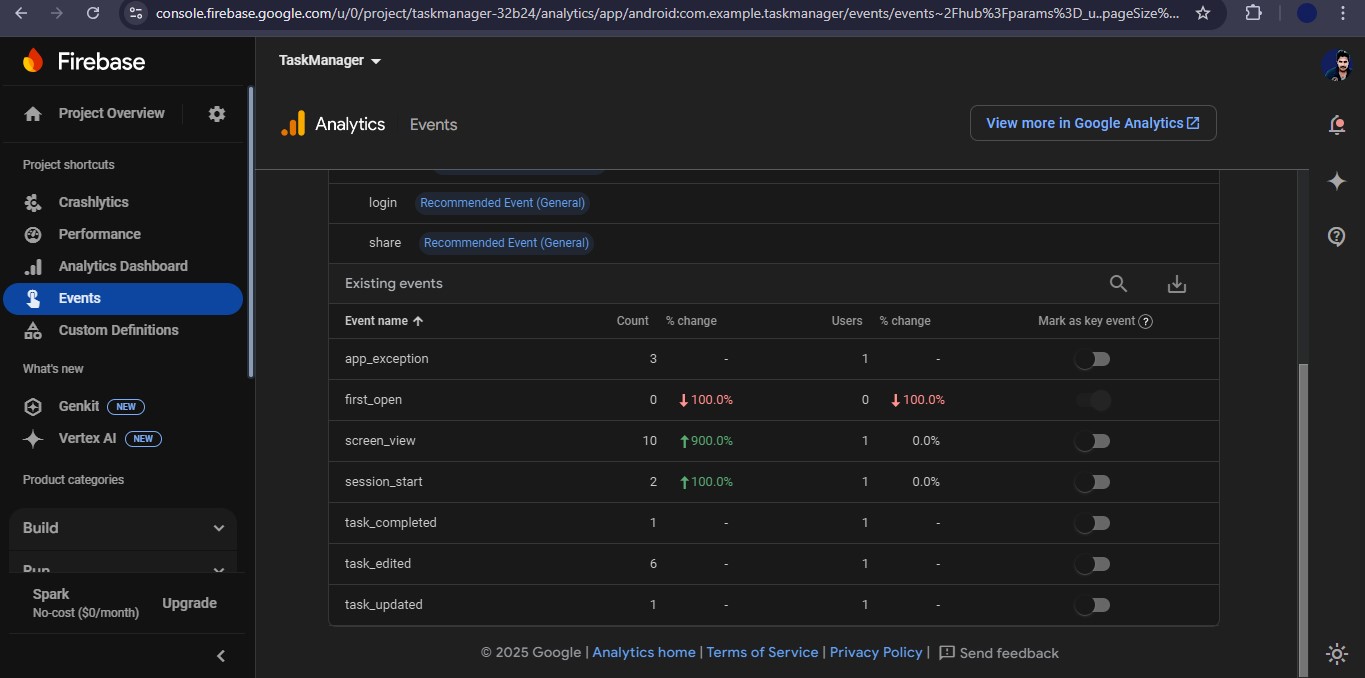 console.firebase.google.com/u/0/project/taskmanager-32b24/analytics/app/android:com.example.taskmanager/events/events~2Fhub%3Fparams%3D_u..pageSize%...
Firebase
Project Overview
Project shortcuts
Crashlytics
Performance
Analytics Dashboard
Events
Custom Definitions
What's new
Genkit NEW
Vertex AI NEW
Product categories
Build
Run
Spark
No-cost ($0/month)
Upgrade
TaskManager
Analytics Events
View more in Google Analytics
login Recommended Event (General)
share Recommended Event (General)
Existing events
Event name Count % change Users % change Mark as key event ?
app_exception 3 - 1 -
first_open 0 ↓100.0% 0 ↓100.0%
screen_view 10 ↑900.0% 1 0.0%
session_start 2 ↑100.0% 1 0.0%
task_completed 1 - 1 -
task_edited 6 - 1 -
task_updated 1 - 1 -
© 2025 Google | Analytics home | Terms of Service | Privacy Policy | Send feedback